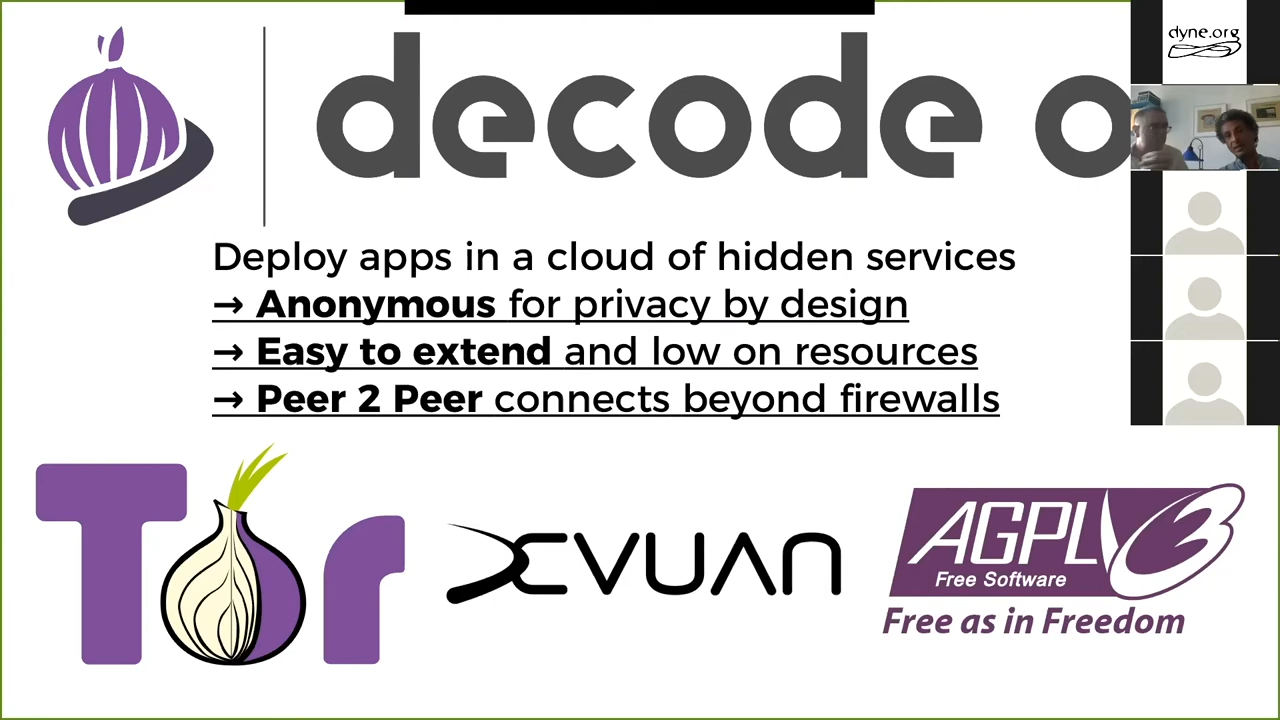 decode o
dyne.org
Deploy apps in a cloud of hidden services
→ Anonymous for privacy by design
→ Easy to extend and low on resources
→ Peer 2 Peer connects beyond firewalls
Tor
DEVUAN
AGPL v3
Free Software
Free as in Freedom